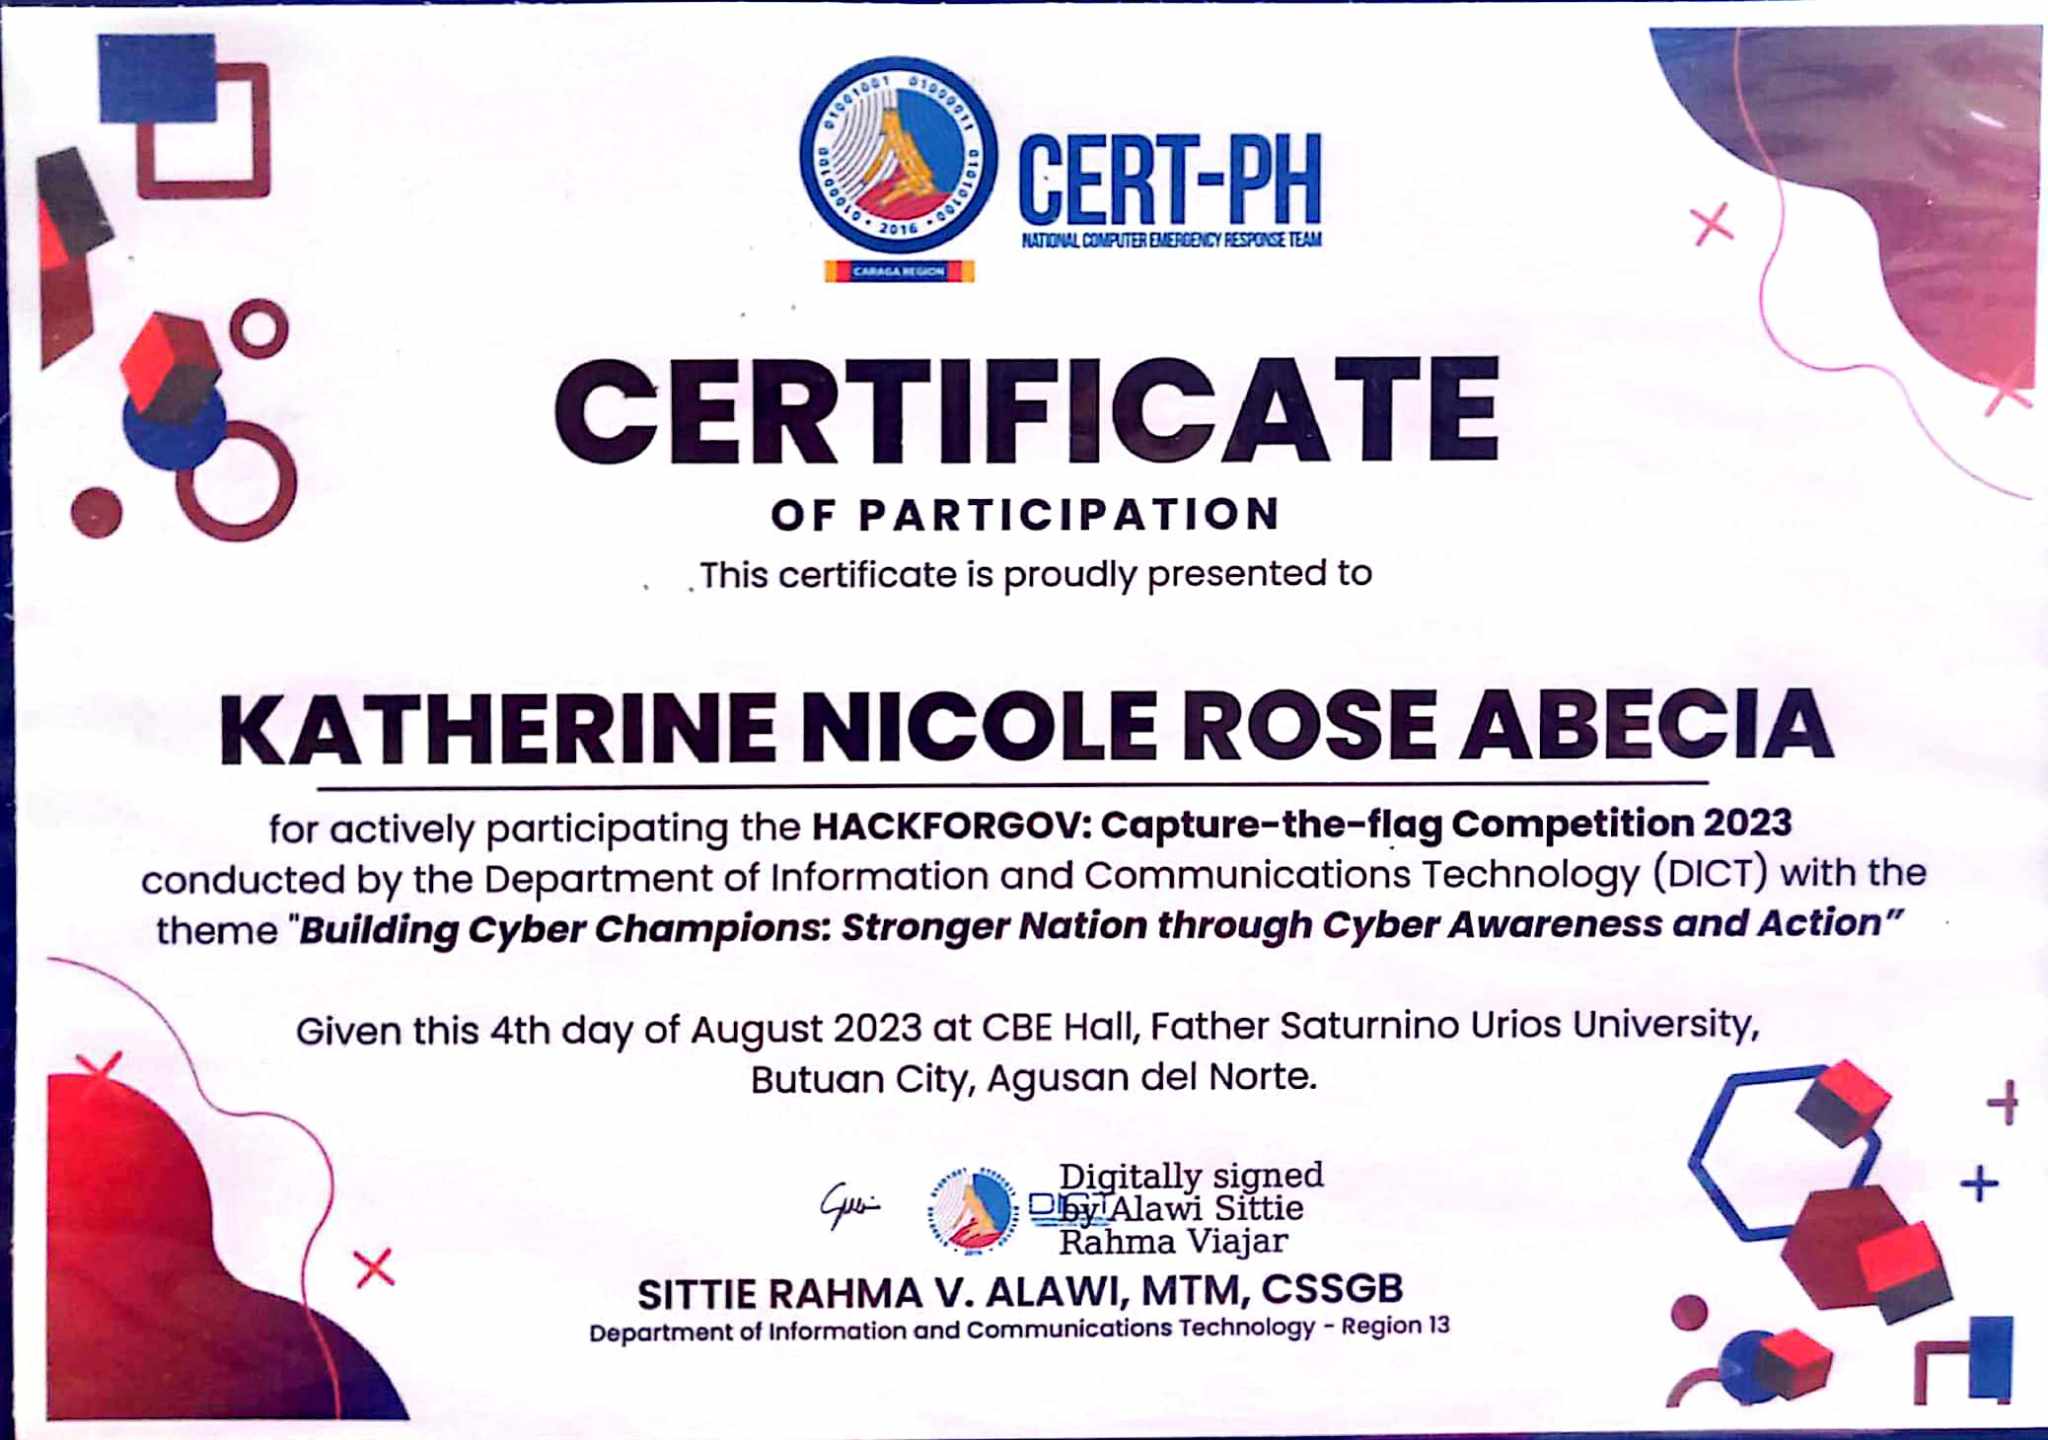 01001001 01000011 01010100 2016
CERT-PH
NATIONAL COMPUTER EMERGENCY RESPONSE TEAM
CARAGA REGION
CERTIFICATE
OF PARTICIPATION
This certificate is proudly presented to
KATHERINE NICOLE ROSE ABECIA
for actively participating the HACKFORGOV: Capture-the-flag Competition 2023
conducted by the Department of Information and Communications Technology (DICT) with the
theme "Building Cyber Champions: Stronger Nation through Cyber Awareness and Action”
Given this 4th day of August 2023 at CBE Hall, Father Saturnino Urios University,
Butuan City, Agusan del Norte.
Digitally signed
DICT by Alawi Sittie
Rahma Viajar
SITTIE RAHMA V. ALAWI, MTM, CSSGB
Department of Information and Communications Technology - Region 13